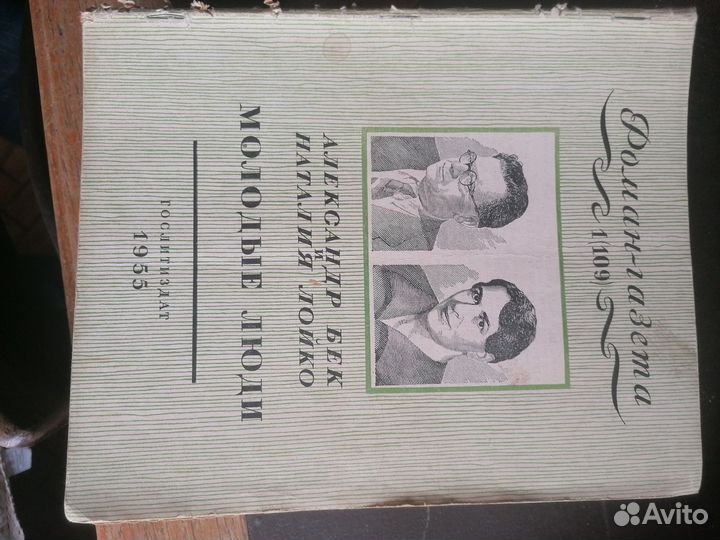 Роман-газета
1(109)
АЛЕКСАНДР БЕК
И
НАТАЛИЯ ЛОЙКО
МОЛОДЫЕ ЛЮДИ
ГОСЛИТИЗДАТ
1955
Avito